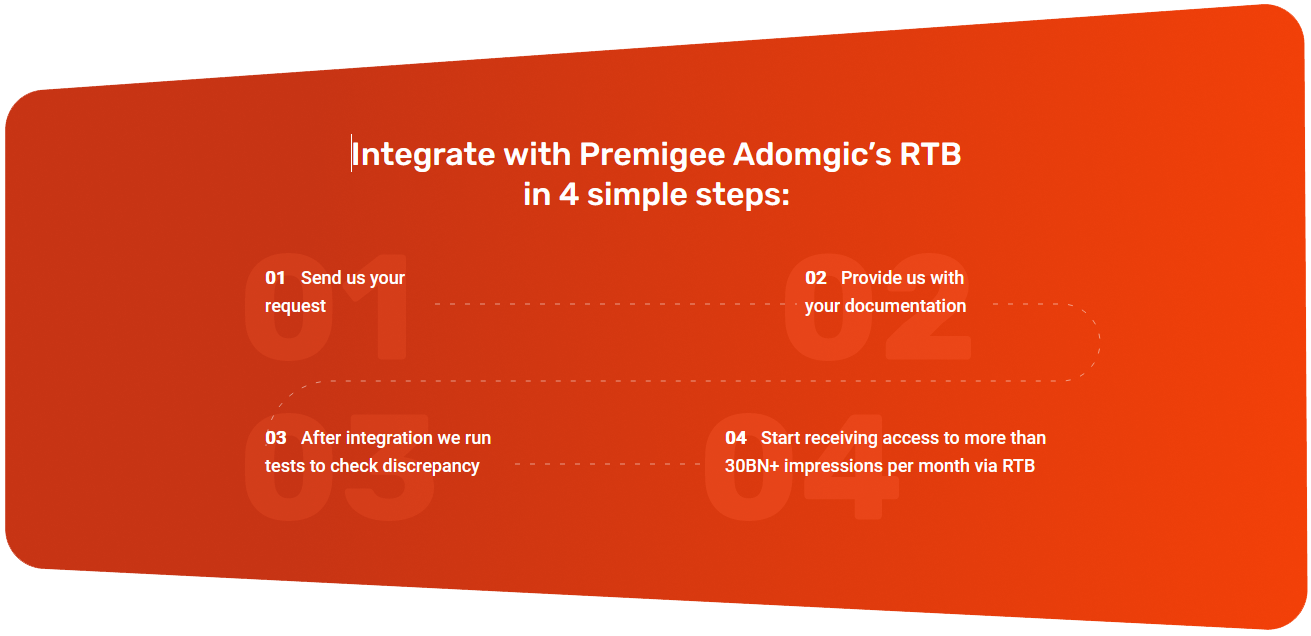 Integrate with Premigee Adomgic’s RTB
in 4 simple steps:
01 Send us your
request
02 Provide us with
your documentation
03 After integration we run
tests to check discrepancy
04 Start receiving access to more than
30BN+ impressions per month via RTB